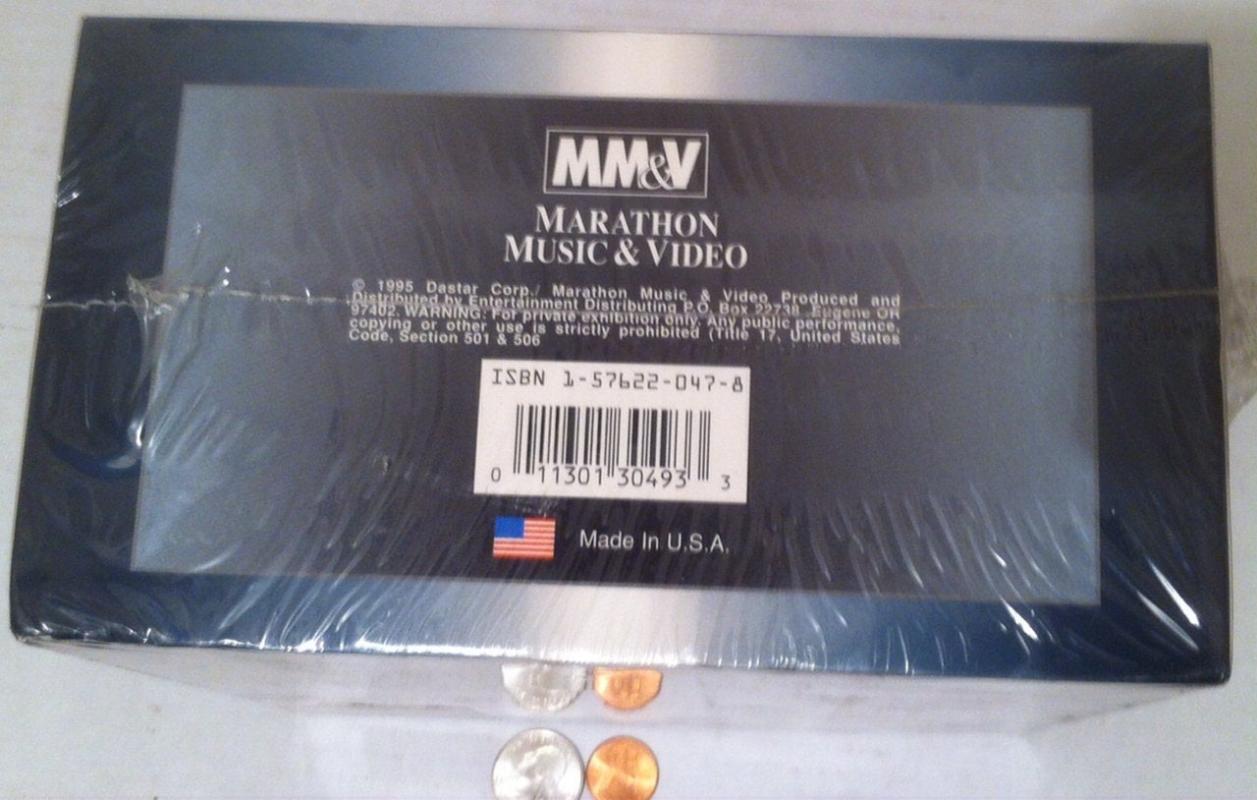 MM&V
MARATHON
MUSIC & VIDEO
© 1995 Dastar Corp./ Marathon Music & Video Produced and
Distributed by Entertainment Distributing P.O. Box 22738 Eugene OR
97402. WARNING: For private exhibition only. Any public performance,
copying or other use is strictly prohibited (Title 17, United States
Code, Section 501 & 506
ISBN 1-57622-047-8
0 11301 30493 3
Made In U.S.A.